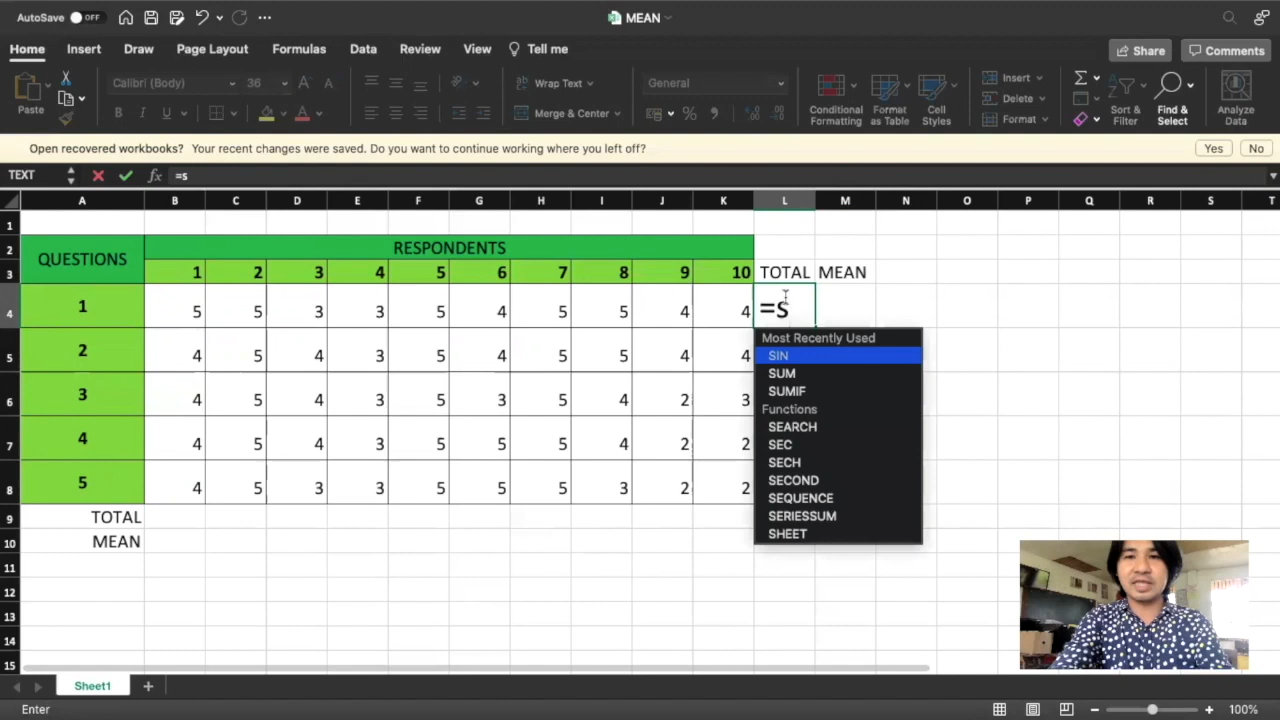 AutoSave OFF MEAN
Home Insert Draw Page Layout Formulas Data Review View Tell me Share Comments
Paste Calibri (Body) 36 A A Wrap Text General Conditional Formatting Format as Table Cell Styles Insert Sort & Filter Find & Select Analyze Data
B I U A Merge & Center % Delete
Format
Open recovered workbooks? Your recent changes were saved. Do you want to continue working where you left off? Yes No
TEXT fx =s
A B C D E F G H I J K L M N O P Q R S T
1
2 QUESTIONS RESPONDENTS
3 1 2 3 4 5 6 7 8 9 10 TOTAL MEAN
4 1 5 5 3 3 5 4 5 5 4 4 =s
5 2 4 5 4 3 5 4 5 5 4 4
6 3 4 5 4 3 5 3 5 4 2 3
7 4 4 5 4 3 5 5 5 4 2 2
8 5 4 5 3 3 5 5 5 3 2 2
9 TOTAL
10 MEAN
11
12
13
14
15
Most Recently Used
SIN
SUM
SUMIF
Functions
SEARCH
SEC
SECH
SECOND
SEQUENCE
SERIESSUM
SHEET
Sheet1 +
Enter 100%